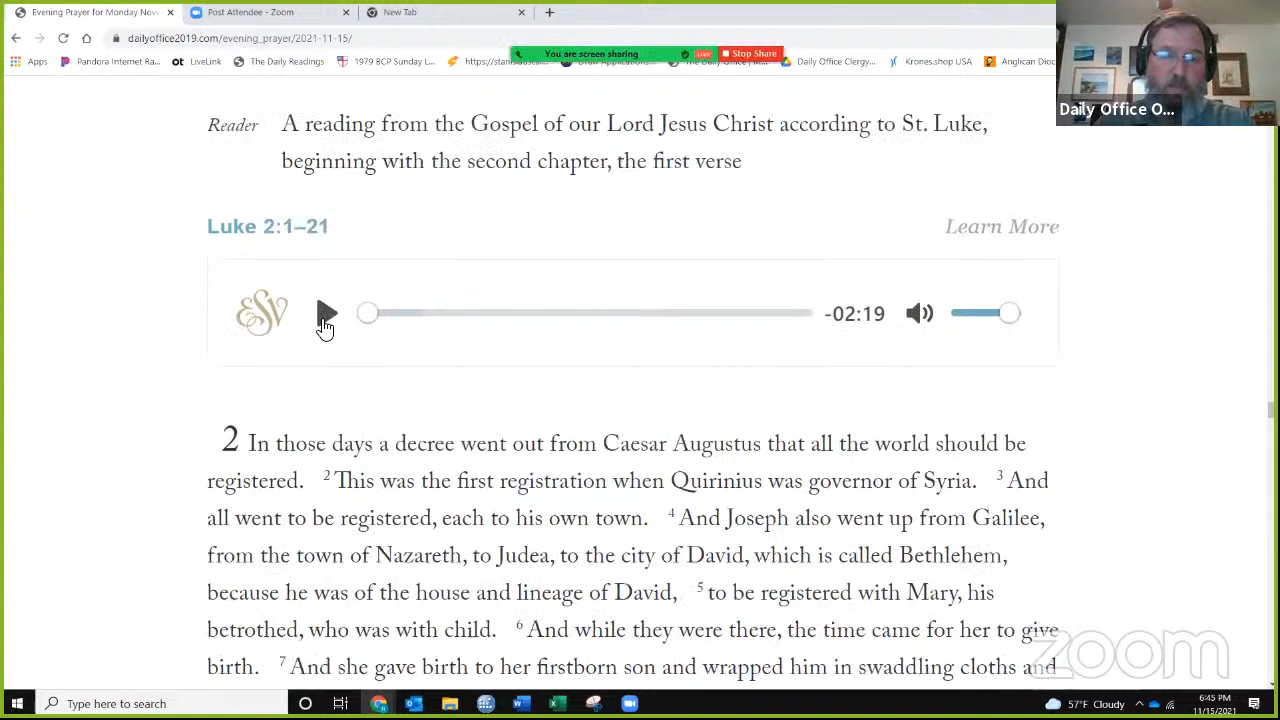 Evening Prayer for Monday Nov
Post Attendee - Zoom
New Tab
dailyoffice2019.com/evening_prayer/2021-11-15/
You are screen sharing
LIVE
Stop Share
Apps
Pandora Internet Ra...
ot LiveLink
The Daily Readings
1979 BCP Sunday L...
https://stanislausca...
Draw Applications...
The Daily Office | M...
Daily Office Clergy...
Krones.shop USA
Anglican Dioc
Daily Office O...
Reader A reading from the Gospel of our Lord Jesus Christ according to St. Luke,
beginning with the second chapter, the first verse
Luke 2:1–21
Learn More
ESV
-02:19
2 In those days a decree went out from Caesar Augustus that all the world should be
registered. 2 This was the first registration when Quirinius was governor of Syria. 3 And
all went to be registered, each to his own town. 4 And Joseph also went up from Galilee,
from the town of Nazareth, to Judea, to the city of David, which is called Bethlehem,
because he was of the house and lineage of David, 5 to be registered with Mary, his
betrothed, who was with child. 6 And while they were there, the time came for her to give
birth. 7 And she gave birth to her firstborn son and wrapped him in swaddling cloths and
zoom
Type here to search
57°F Cloudy
6:45 PM
11/15/2021